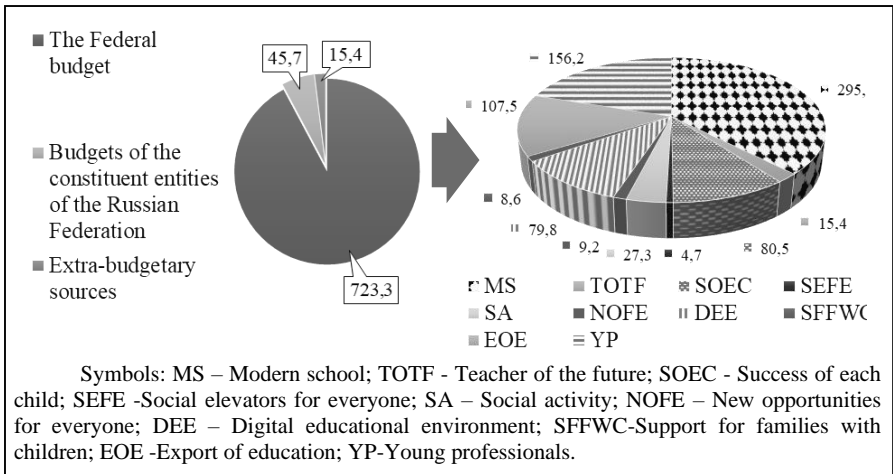 The Federal
budget
Budgets of the
constituent entities
of the Russian
Federation
Extra-budgetary
sources
45,7
15,4
723,3
156,2
295,
107,5
15,4
8,6
79,8
9,2
27,3
4,7
80,5
MS TOTF SOEC SEFE
SA NOFE DEE SFFWC
EOE YP
Symbols: MS – Modern school; TOTF - Teacher of the future; SOEC - Success of each
child; SEFE -Social elevators for everyone; SA – Social activity; NOFE – New opportunities
for everyone; DEE – Digital educational environment; SFFWC-Support for families with
children; EOE -Export of education; YP-Young professionals.